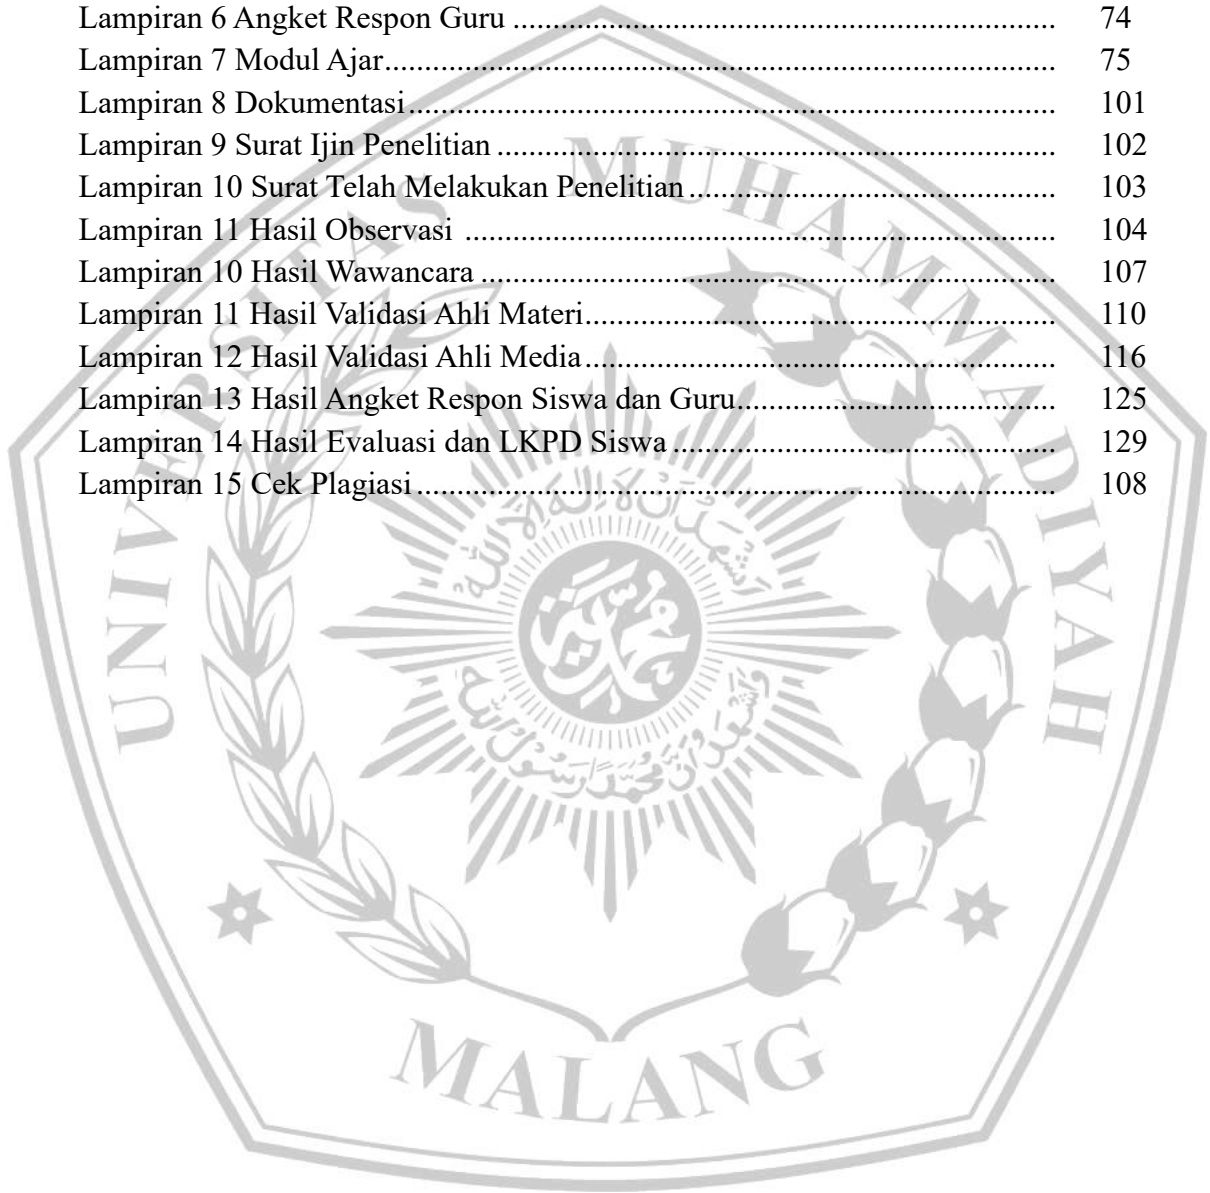 Lampiran 6 Angket Respon Guru .................................................................... 74
Lampiran 7 Modul Ajar.................................................................................... 75
Lampiran 8 Dokumentasi................................................................................. 101
Lampiran 9 Surat Ijin Penelitian ...................................................................... 102
Lampiran 10 Surat Telah Melakukan Penelitian .............................................. 103
Lampiran 11 Hasil Observasi .......................................................................... 104
Lampiran 10 Hasil Wawancara ........................................................................ 107
Lampiran 11 Hasil Validasi Ahli Materi........................................................... 110
Lampiran 12 Hasil Validasi Ahli Media........................................................... 116
Lampiran 13 Hasil Angket Respon Siswa dan Guru........................................ 125
Lampiran 14 Hasil Evaluasi dan LKPD Siswa ................................................ 129
Lampiran 15 Cek Plagiasi ................................................................................ 108
UNIVERSITAS MUHAMMADIYAH
MALANG